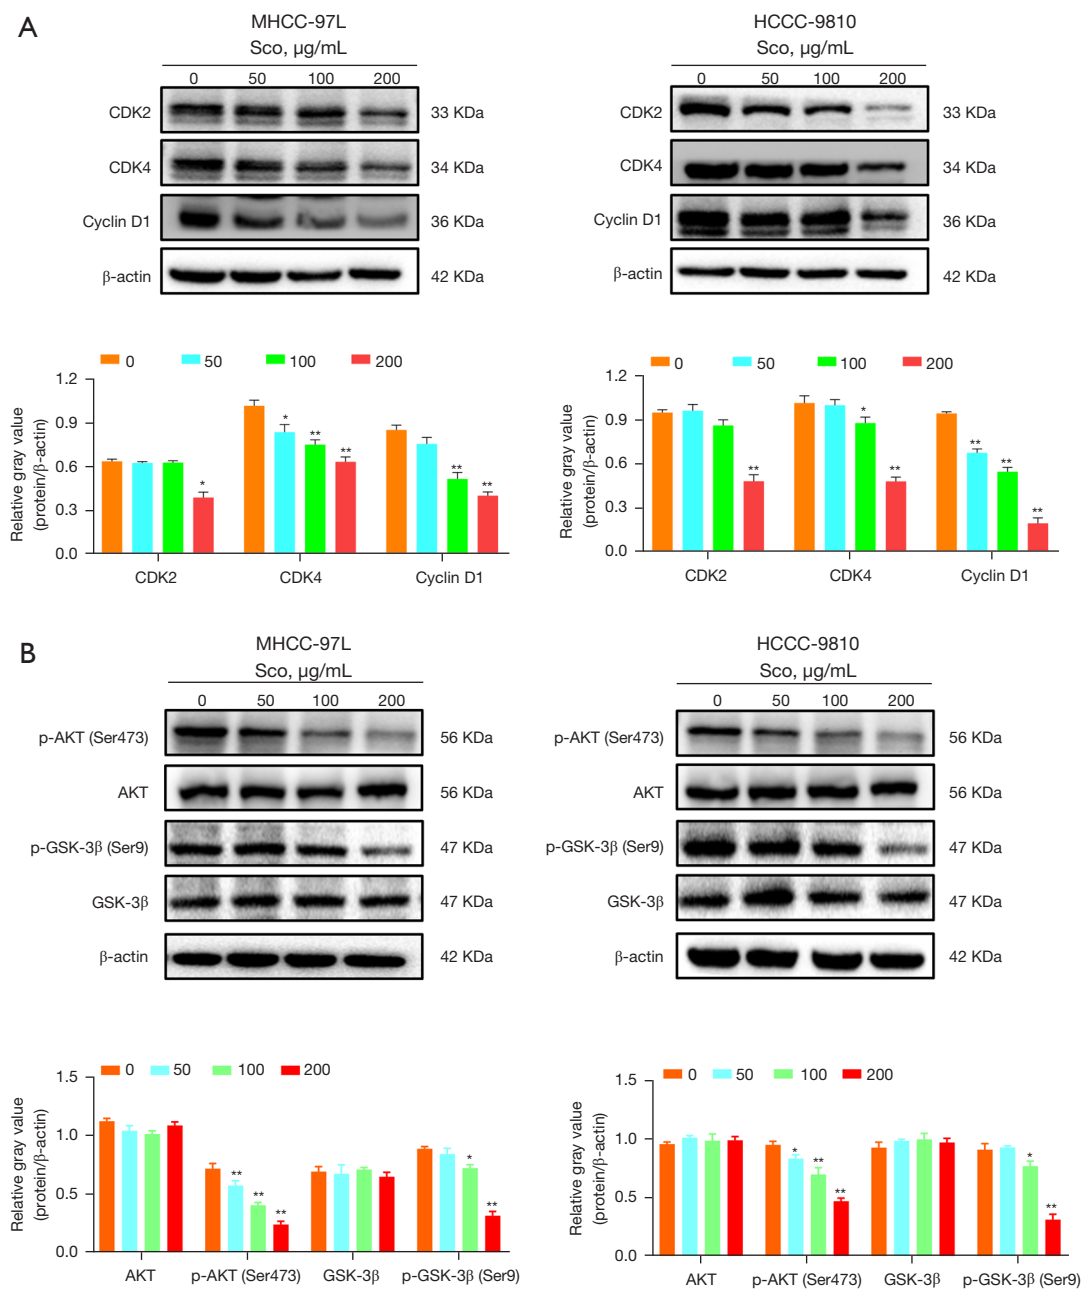 A
MHCC-97L
Sco, µg/mL
0 50 100 200
CDK2 33 KDa
CDK4 34 KDa
Cyclin D1 36 KDa
β-actin 42 KDa
HCCC-9810
Sco, µg/mL
0 50 100 200
CDK2 33 KDa
CDK4 34 KDa
Cyclin D1 36 KDa
β-actin 42 KDa
0 50 100 200
Relative gray value
(protein/β-actin)
1.2
0.9
0.6
0.3
0.0
*
*
**
**
**
**
CDK2 CDK4 Cyclin D1
0 50 100 200
Relative gray value
(protein/β-actin)
1.2
0.9
0.6
0.3
0.0
**
*
**
**
**
**
CDK2 CDK4 Cyclin D1
B
MHCC-97L
Sco, µg/mL
0 50 100 200
p-AKT (Ser473) 56 KDa
AKT 56 KDa
p-GSK-3β (Ser9) 47 KDa
GSK-3β 47 KDa
β-actin 42 KDa
HCCC-9810
Sco, µg/mL
0 50 100 200
p-AKT (Ser473) 56 KDa
AKT 56 KDa
p-GSK-3β (Ser9) 47 KDa
GSK-3β 47 KDa
β-actin 42 KDa
0 50 100 200
Relative gray value
(protein/β-actin)
1.5
1.0
0.5
0.0
**
**
**
*
**
AKT p-AKT (Ser473) GSK-3β p-GSK-3β (Ser9)
0 50 100 200
Relative gray value
(protein/β-actin)
1.5
1.0
0.5
0.0
*
**
**
*
**
AKT p-AKT (Ser473) GSK-3β p-GSK-3β (Ser9)